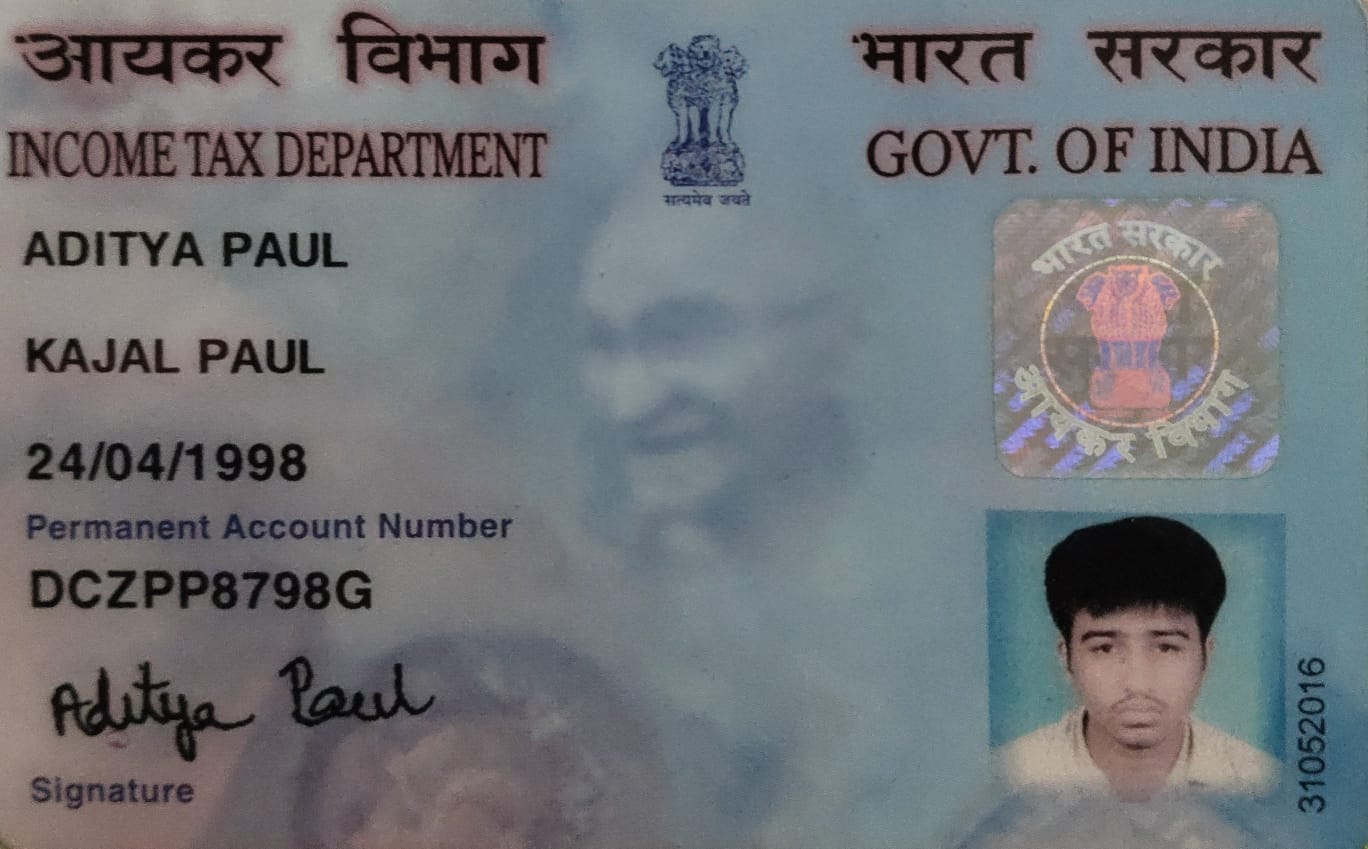 आयकर विभाग
भारत सरकार
INCOME TAX DEPARTMENT
GOVT. OF INDIA
सत्यमेव जयते
ADITYA PAUL
भारत सरकार
आयकर विभाग
KAJAL PAUL
24/04/1998
Permanent Account Number
DCZPP8798G
Aditya Paul
Signature
31052016